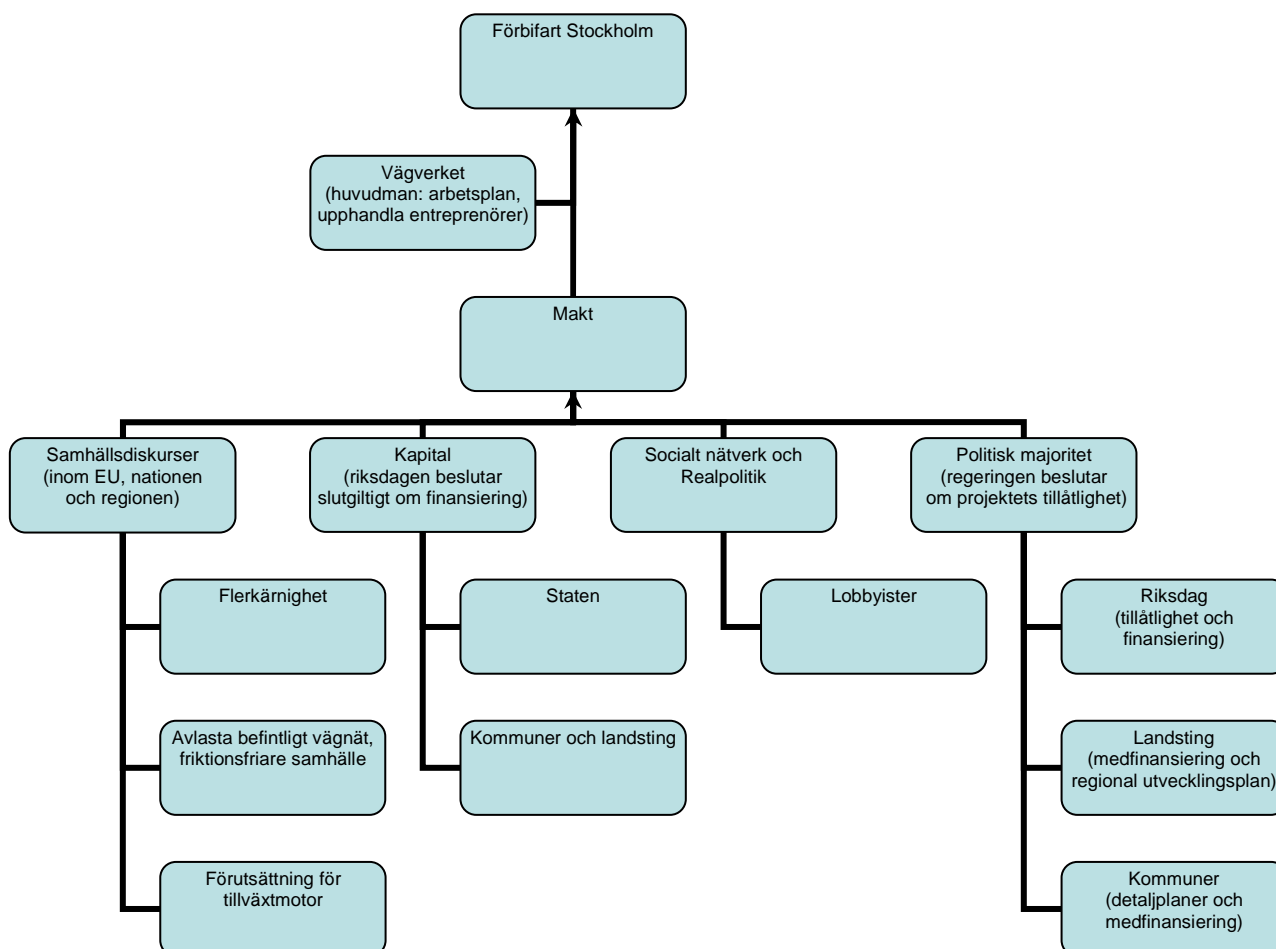 Förbifart Stockholm
Vägverket
(huvudman: arbetsplan,
upphandla entreprenörer)
Makt
Samhällsdiskurser
(inom EU, nationen
och regionen)
Kapital
(riksdagen beslutar
slutgiltigt om finansiering)
Socialt nätverk och
Realpolitik
Politisk majoritet
(regeringen beslutar
om projektets tillåtlighet)
Flerkärnighet
Staten
Lobbyister
Riksdag
(tillåtlighet och
finansiering)
Avlasta befintligt vägnät,
friktionsfriare samhälle
Kommuner och landsting
Landsting
(medfinansiering och
regional utvecklingsplan)
Förutsättning för
tillväxtmotor
Kommuner
(detaljplaner och
medfinansiering)